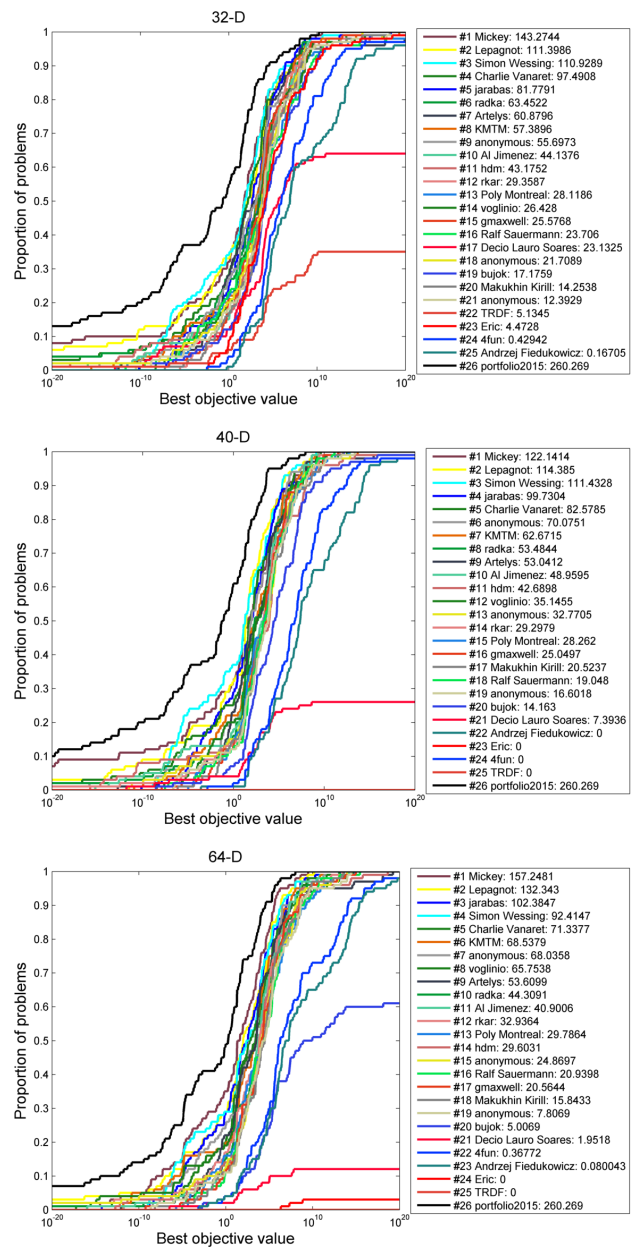 32-D
Proportion of problems
1
0.9
0.8
0.7
0.6
0.5
0.4
0.3
0.2
0.1
0
10^-20
10^-10
10^0
10^10
10^20
Best objective value
#1 Mickey: 143.2744
#2 Lepagnot: 111.3986
#3 Simon Wessing: 110.9289
#4 Charlie Vanaret: 97.4908
#5 jarabas: 81.7791
#6 radka: 63.4522
#7 Artelys: 60.8796
#8 KMTM: 57.3896
#9 anonymous: 55.6973
#10 Al Jimenez: 44.1376
#11 hdm: 43.1752
#12 rkar: 29.3587
#13 Poly Montreal: 28.1186
#14 voglinio: 26.428
#15 gmaxwell: 25.5768
#16 Ralf Sauermann: 23.706
#17 Decio Lauro Soares: 23.1325
#18 anonymous: 21.7089
#19 bujok: 17.1759
#20 Makukhin Kirill: 14.2538
#21 anonymous: 12.3929
#22 TRDF: 5.1345
#23 Eric: 4.4728
#24 4fun: 0.42942
#25 Andrzej Fiedukowicz: 0.16705
#26 portfolio2015: 260.269
40-D
Proportion of problems
1
0.9
0.8
0.7
0.6
0.5
0.4
0.3
0.2
0.1
0
10^-20
10^-10
10^0
10^10
10^20
Best objective value
#1 Mickey: 122.1414
#2 Lepagnot: 114.385
#3 Simon Wessing: 111.4328
#4 jarabas: 99.7304
#5 Charlie Vanaret: 82.5785
#6 anonymous: 70.0751
#7 KMTM: 62.6715
#8 radka: 53.4844
#9 Artelys: 53.0412
#10 Al Jimenez: 48.9595
#11 hdm: 42.6898
#12 voglinio: 35.1455
#13 anonymous: 32.7705
#14 rkar: 29.2979
#15 Poly Montreal: 28.262
#16 gmaxwell: 25.0497
#17 Makukhin Kirill: 20.5237
#18 Ralf Sauermann: 19.048
#19 anonymous: 16.6018
#20 bujok: 14.163
#21 Decio Lauro Soares: 7.3936
#22 Andrzej Fiedukowicz: 0
#23 Eric: 0
#24 4fun: 0
#25 TRDF: 0
#26 portfolio2015: 260.269
64-D
Proportion of problems
1
0.9
0.8
0.7
0.6
0.5
0.4
0.3
0.2
0.1
0
10^-20
10^-10
10^0
10^10
10^20
Best objective value
#1 Mickey: 157.2481
#2 Lepagnot: 132.343
#3 jarabas: 102.3847
#4 Simon Wessing: 92.4147
#5 Charlie Vanaret: 71.3377
#6 KMTM: 68.5379
#7 anonymous: 68.0358
#8 voglinio: 65.7538
#9 Artelys: 53.6099
#10 radka: 44.3091
#11 Al Jimenez: 40.9006
#12 rkar: 32.9364
#13 Poly Montreal: 29.7864
#14 hdm: 29.6031
#15 anonymous: 24.8697
#16 Ralf Sauermann: 20.9398
#17 gmaxwell: 20.5644
#18 Makukhin Kirill: 15.8433
#19 anonymous: 7.8069
#20 bujok: 5.0069
#21 Decio Lauro Soares: 1.9518
#22 4fun: 0.36772
#23 Andrzej Fiedukowicz: 0.080043
#24 Eric: 0
#25 TRDF: 0
#26 portfolio2015: 260.269